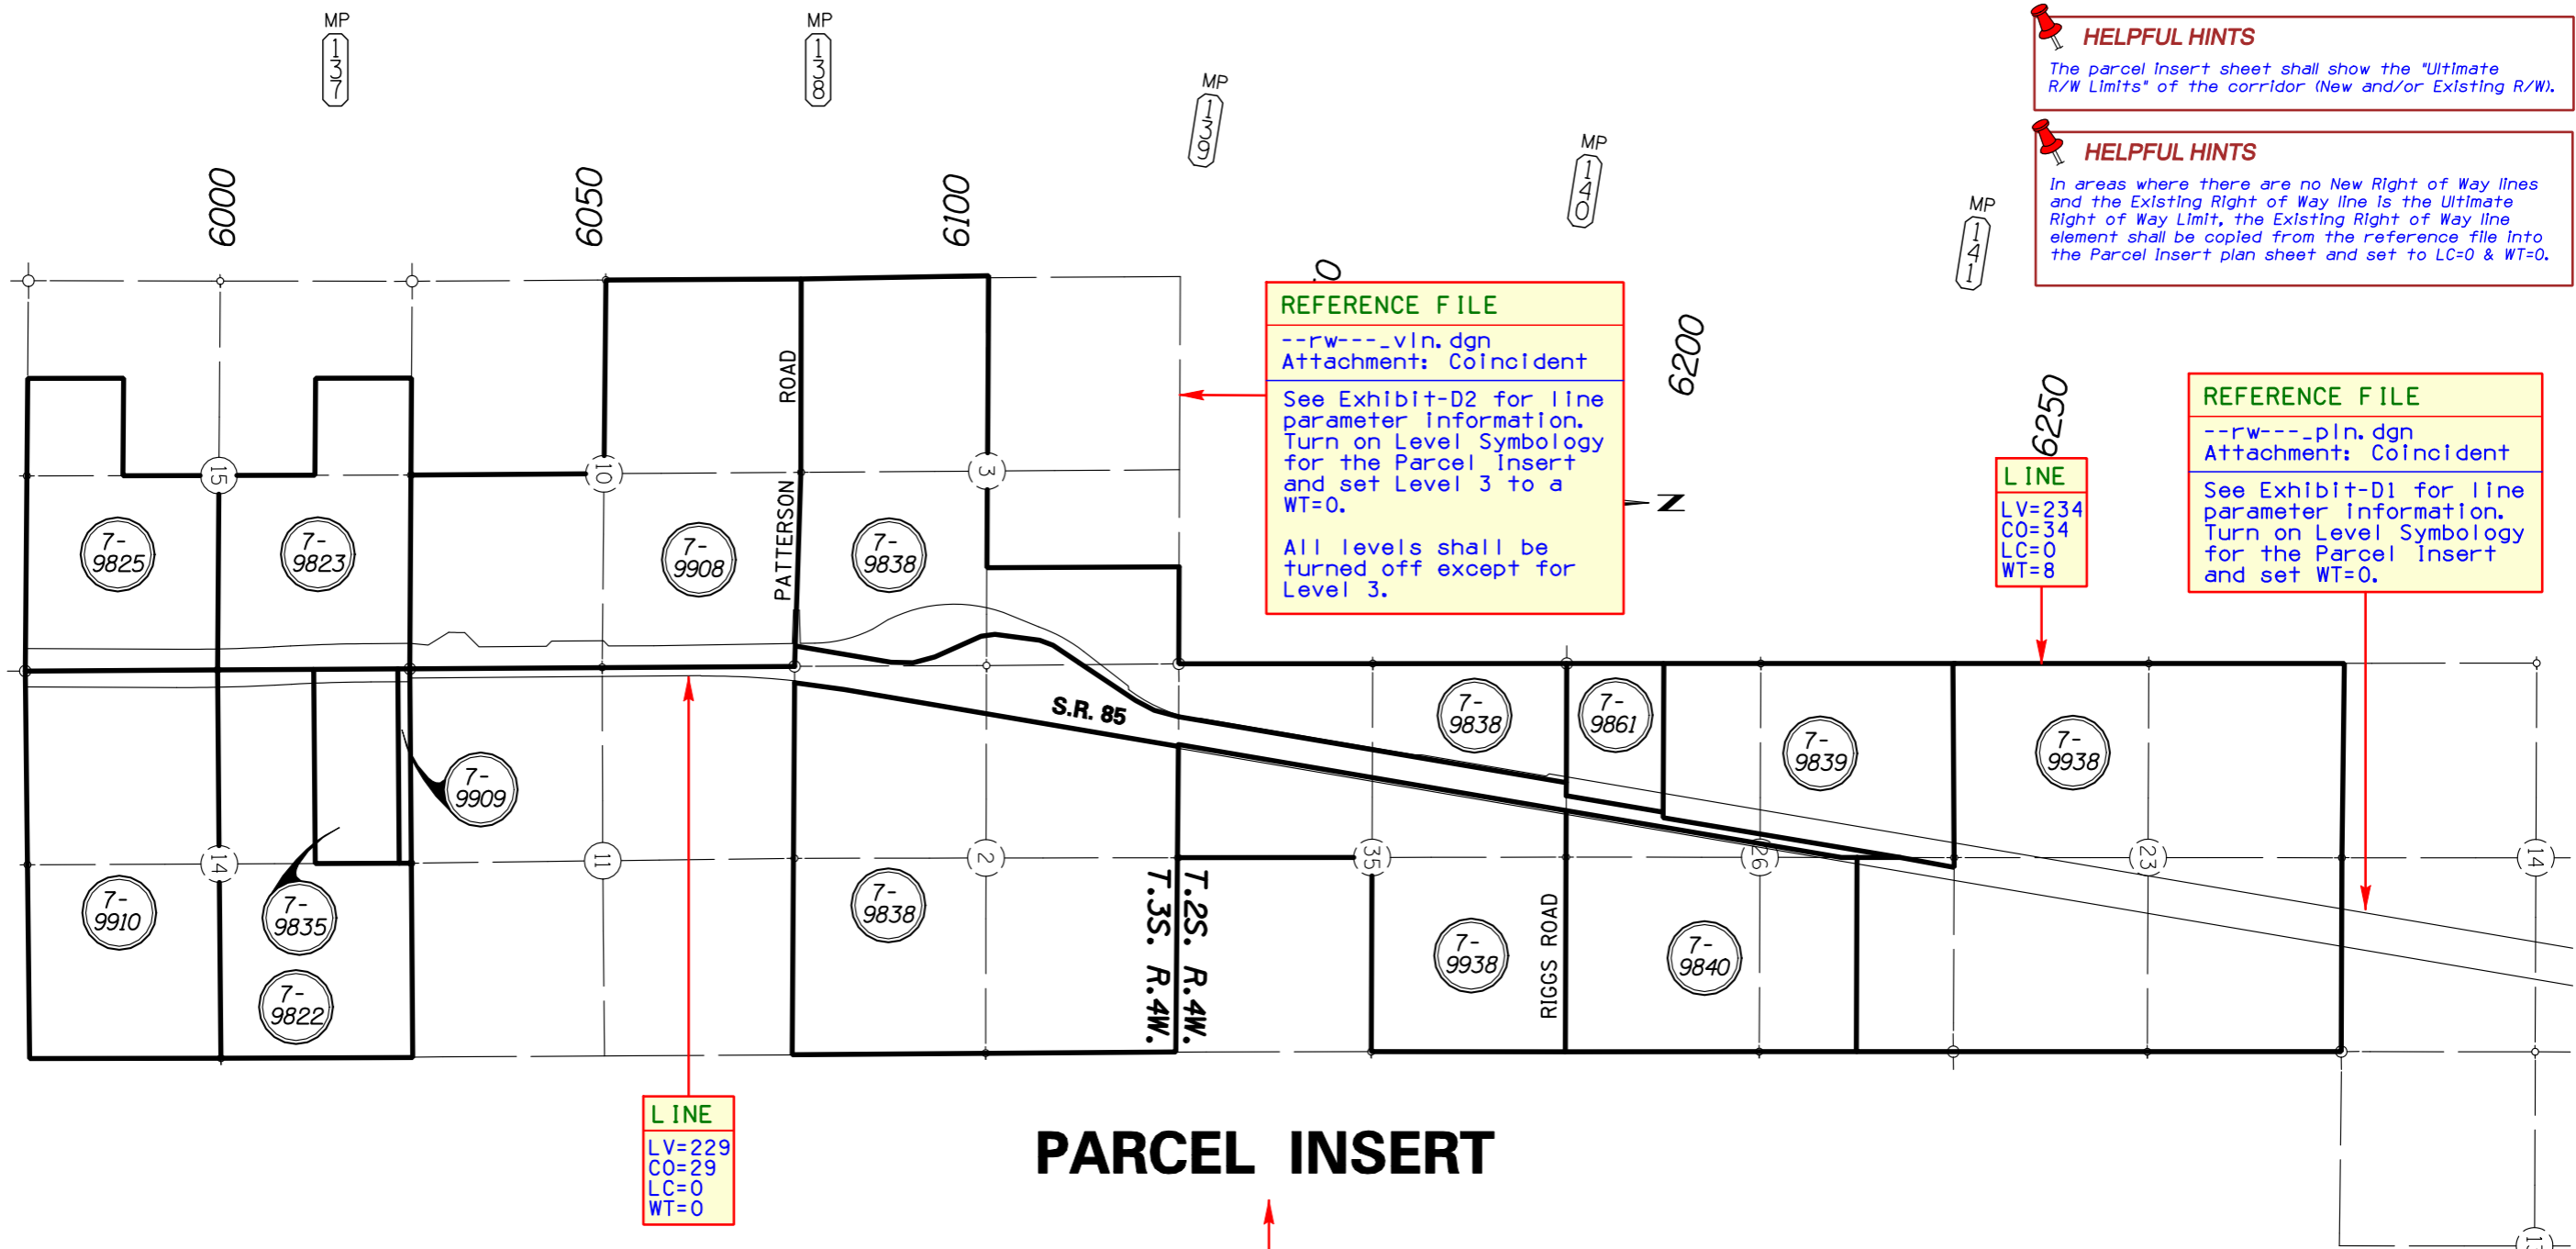 MP
137
MP
138
MP
139
MP
140
MP
141
HELPFUL HINTS
The parcel insert sheet shall show the "Ultimate
R/W Limits" of the corridor (New and/or Existing R/W).
HELPFUL HINTS
In areas where there are no New Right of Way lines
and the Existing Right of Way line is the Ultimate
Right of Way Limit, the Existing Right of Way line
element shall be copied from the reference file into
the Parcel Insert plan sheet and set to LC=0 & WT=0.
6000
6050
6100
6200
6250
REFERENCE FILE
--rw---_vln.dgn
Attachment: Coincident
See Exhibit-D2 for line
parameter information.
Turn on Level Symbology
for the Parcel Insert
and set Level 3 to a
WT=0.
All levels shall be
turned off except for
Level 3.
N
LINE
LV=234
CO=34
LC=0
WT=8
REFERENCE FILE
--rw---_pln.dgn
Attachment: Coincident
See Exhibit-D1 for line
parameter information.
Turn on Level Symbology
for the Parcel Insert
and set WT=0.
15
10
3
PATTERSON ROAD
7-
9825
7-
9823
7-
9908
7-
9838
S.R. 85
7-
9838
7-
9861
7-
9839
7-
9938
7-
9909
14
11
2
35
26
23
14
7-
9910
7-
9835
7-
9822
7-
9838
T.3S. R.4W.
T.2S. R.4W.
7-
9938
RIGGS ROAD
7-
9840
LINE
LV=229
CO=29
LC=0
WT=0
PARCEL INSERT
13